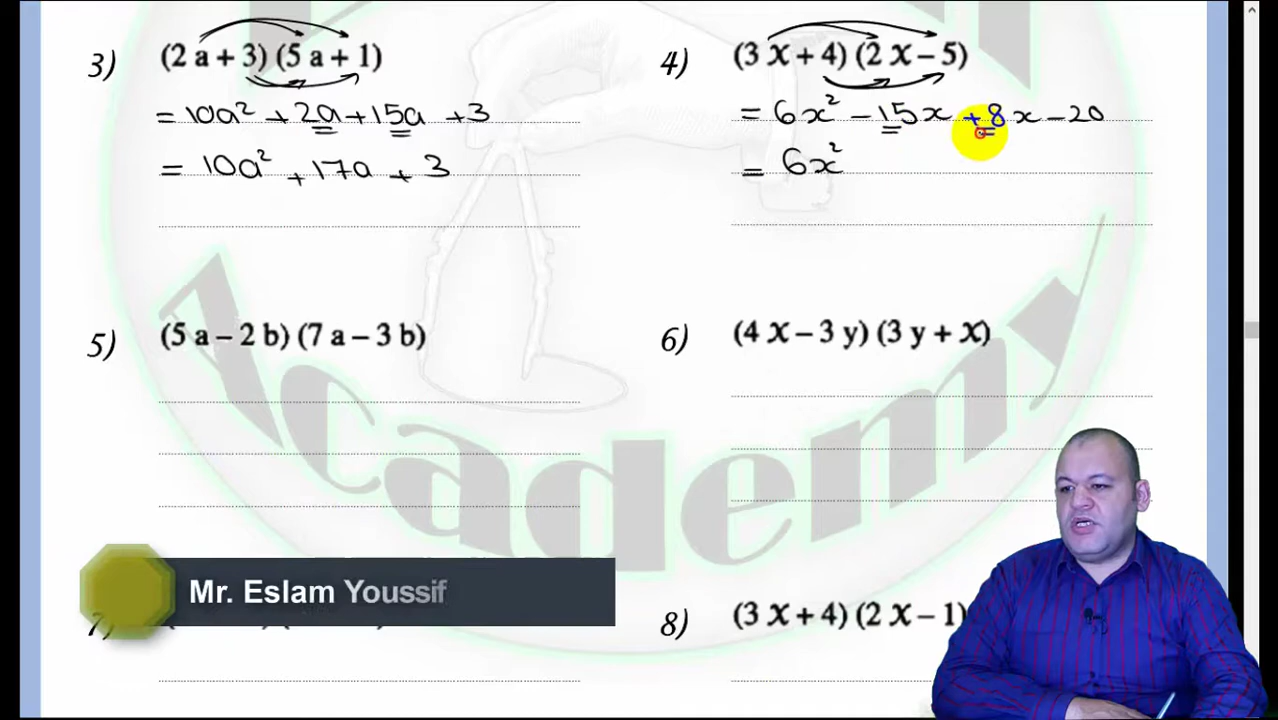 3) (2 a + 3) (5 a + 1)
= 10a² + 2a + 15a + 3
= 10a² + 17a + 3
4) (3 X + 4) (2 X – 5)
= 6x² – 15x + 8x – 20
= 6x²
5) (5 a – 2 b) (7 a – 3 b)
6) (4 X – 3 y) (3 y + X)
Academy
Mr. Eslam Youssif
7)
8) (3 X + 4) (2 X – 1)